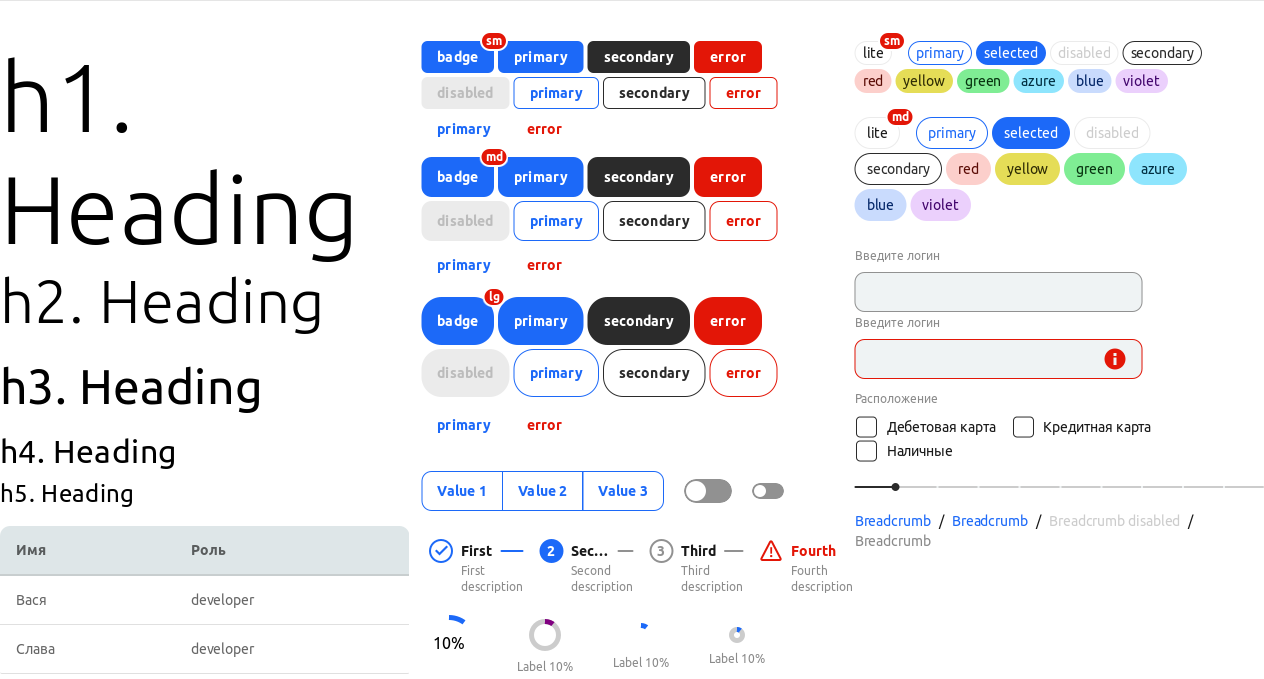 h1.
Heading
h2. Heading
h3. Heading
h4. Heading
h5. Heading
Имя Роль
Вася developer
Слава developer
sm
badge primary secondary error
disabled primary secondary error
primary error
md
badge primary secondary error
disabled primary secondary error
primary error
lg
badge primary secondary error
disabled primary secondary error
primary error
Value 1 Value 2 Value 3
First 2 Sec... 3 Third Fourth
First Second Third Fourth
description description description description
10%
Label 10% Label 10% Label 10%
sm
lite primary selected disabled secondary
red yellow green azure blue violet
md
lite primary selected disabled
secondary red yellow green azure
blue violet
Введите логин
Введите логин
Расположение
Дебетовая карта Кредитная карта
Наличные
Breadcrumb / Breadcrumb / Breadcrumb disabled /
Breadcrumb